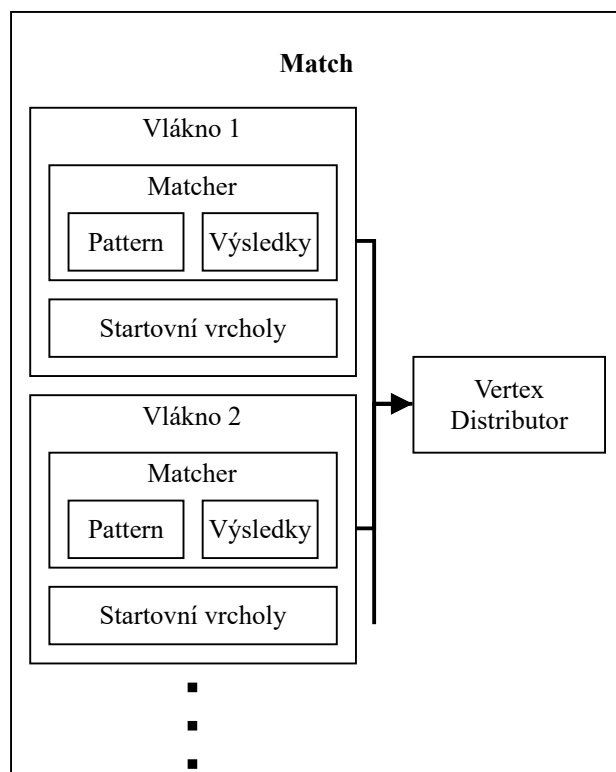 Match
Vlákno 1
Matcher
Pattern
Výsledky
Startovní vrcholy
Vlákno 2
Matcher
Pattern
Výsledky
Startovní vrcholy
Vertex
Distributor